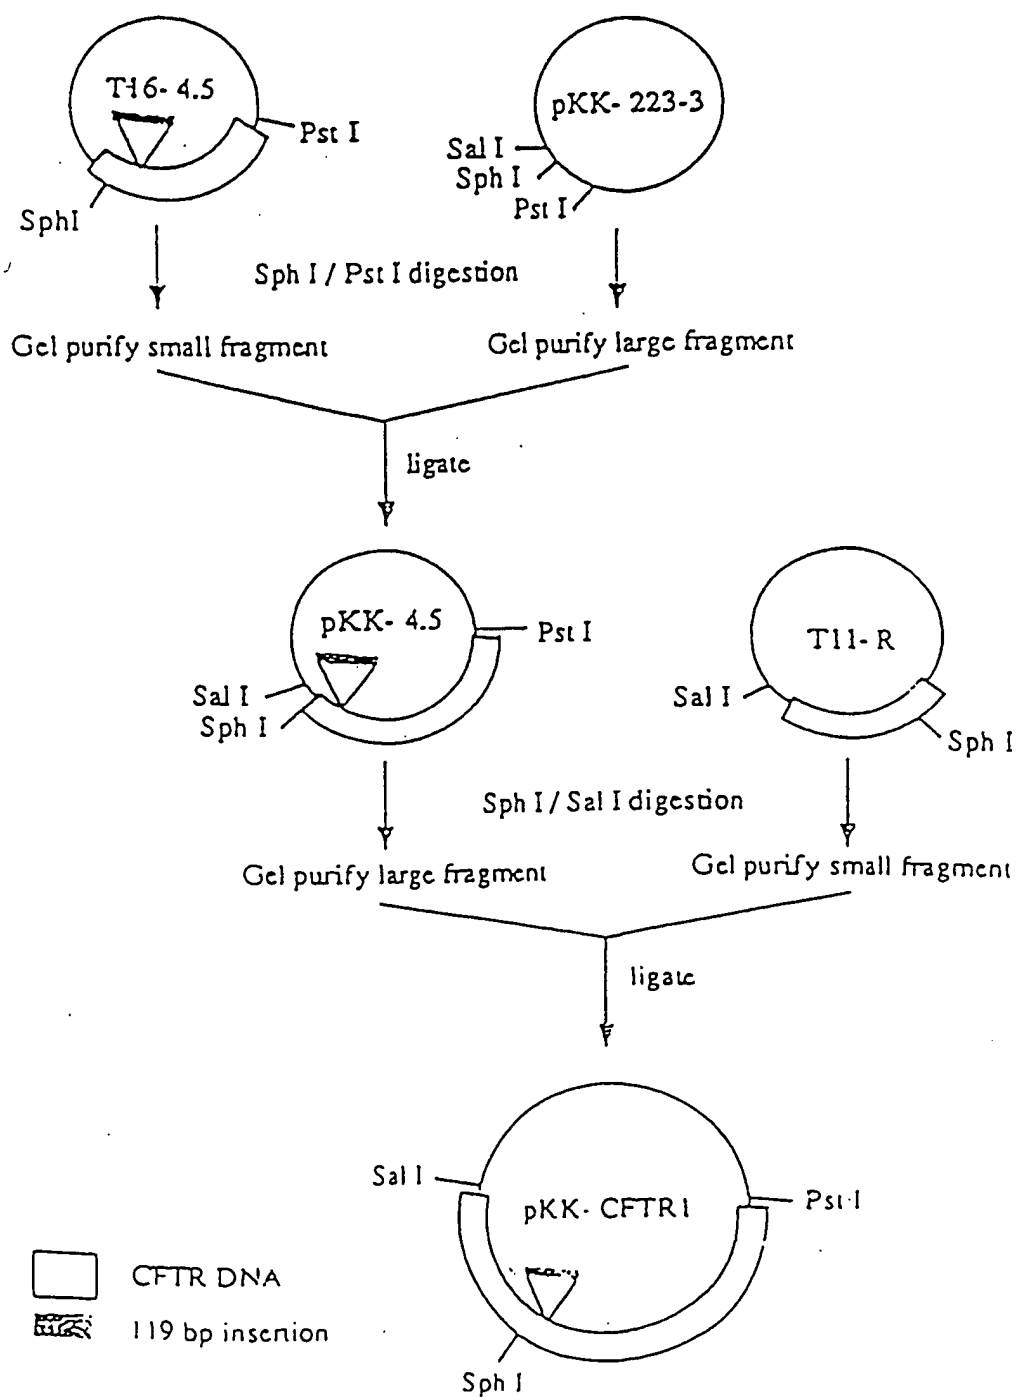 T16-4.5
pKK-223-3
Pst I
Sal I
Sph I
Pst I
SphI
Sph I / Pst I digestion
Gel purify small fragment
Gel purify large fragment
ligate
pKK-4.5
Pst I
T11-R
Sal I
Sph I
Sal I
Sph I
Sph I / Sal I digestion
Gel purify large fragment
Gel purify small fragment
ligate
Sal I
pKK-CFTR1
Pst I
CFTR DNA
119 bp insertion
Sph I